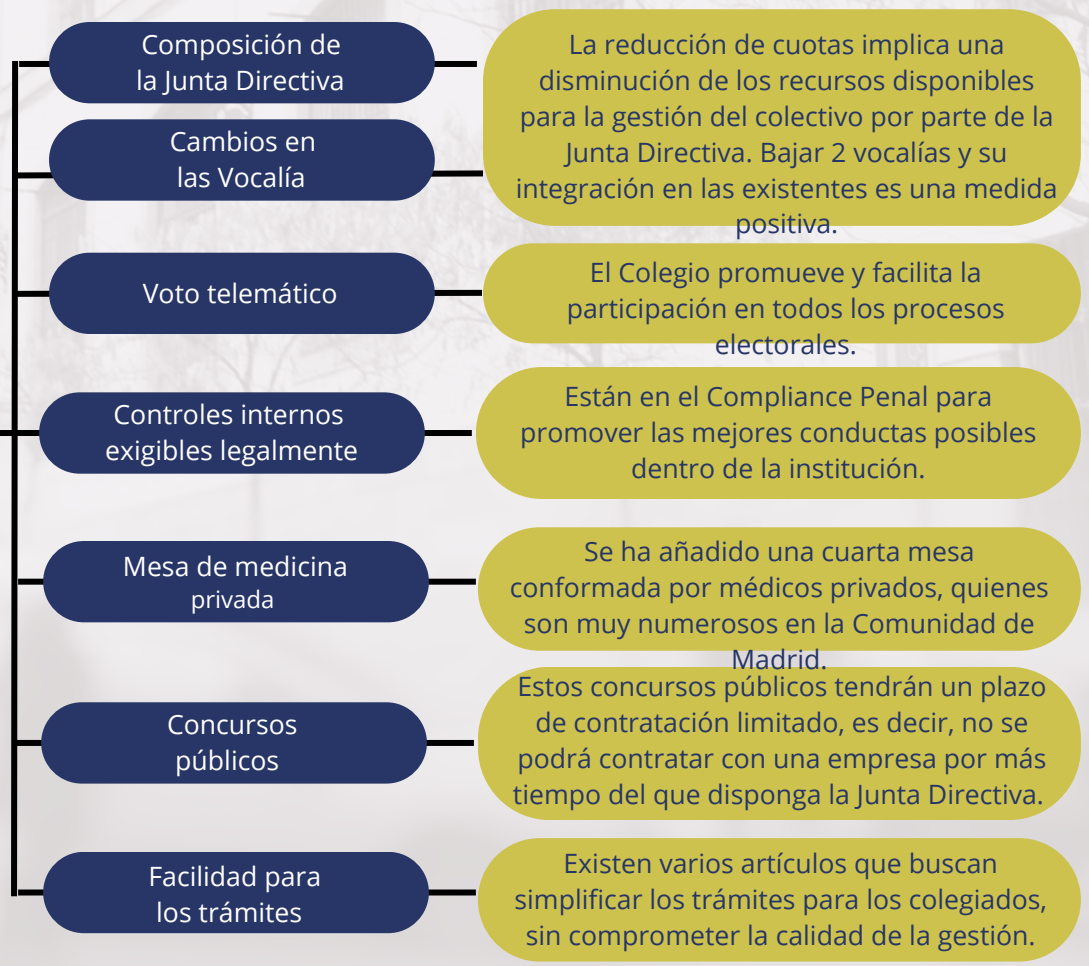 Composición de
la Junta Directiva
Cambios en
las Vocalía
La reducción de cuotas implica una
disminución de los recursos disponibles
para la gestión del colectivo por parte de la
Junta Directiva. Bajar 2 vocalías y su
integración en las existentes es una medida
positiva.
Voto telemático
El Colegio promueve y facilita la
participación en todos los procesos
electorales.
Controles internos
exigibles legalmente
Están en el Compliance Penal para
promover las mejores conductas posibles
dentro de la institución.
Mesa de medicina
privada
Se ha añadido una cuarta mesa
conformada por médicos privados, quienes
son muy numerosos en la Comunidad de
Madrid.
Concursos
públicos
Estos concursos públicos tendrán un plazo
de contratación limitado, es decir, no se
podrá contratar con una empresa por más
tiempo del que disponga la Junta Directiva.
Facilidad para
los trámites
Existen varios artículos que buscan
simplificar los trámites para los colegiados,
sin comprometer la calidad de la gestión.